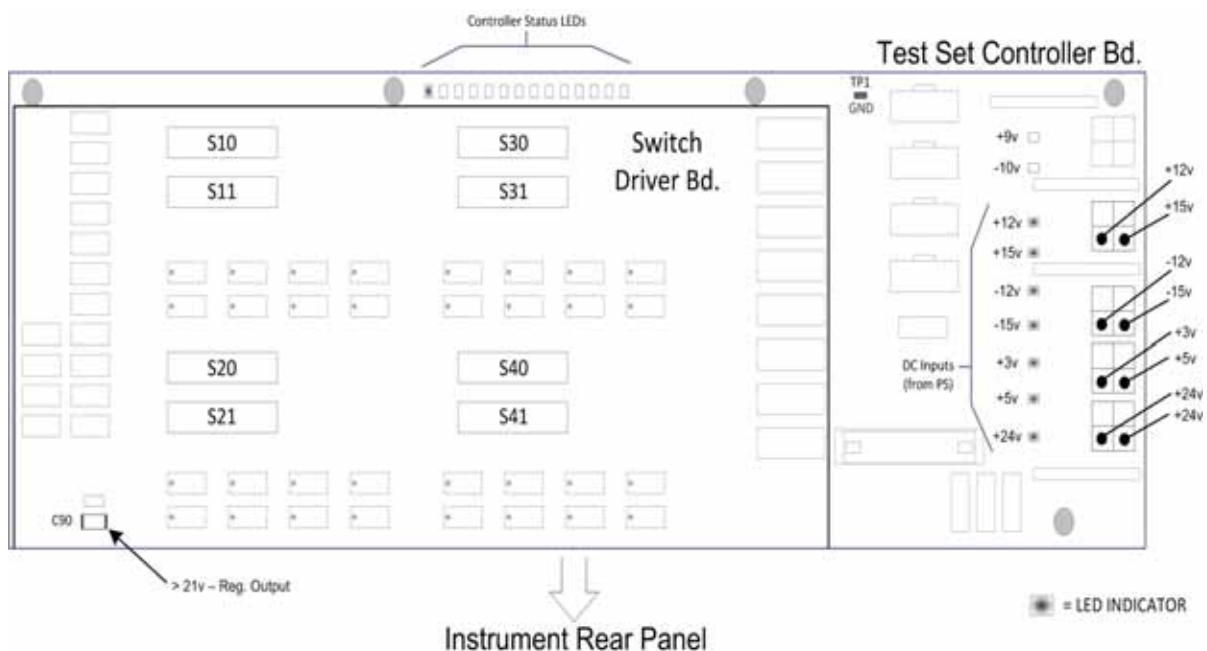 Controller Status LEDs
Test Set Controller Bd.
TP1
GND
S10
S30
Switch
Driver Bd.
S11
S31
+9v
-10v
+12v
+15v
+12v
+15v
-12v
-15v
-12v
-15v
+3v
+5v
+3v
+5v
+24v
DC Inputs
(from PS)
+24v
+24v
S20
S40
S21
S41
C90
> 21v – Reg. Output
= LED INDICATOR
Instrument Rear Panel